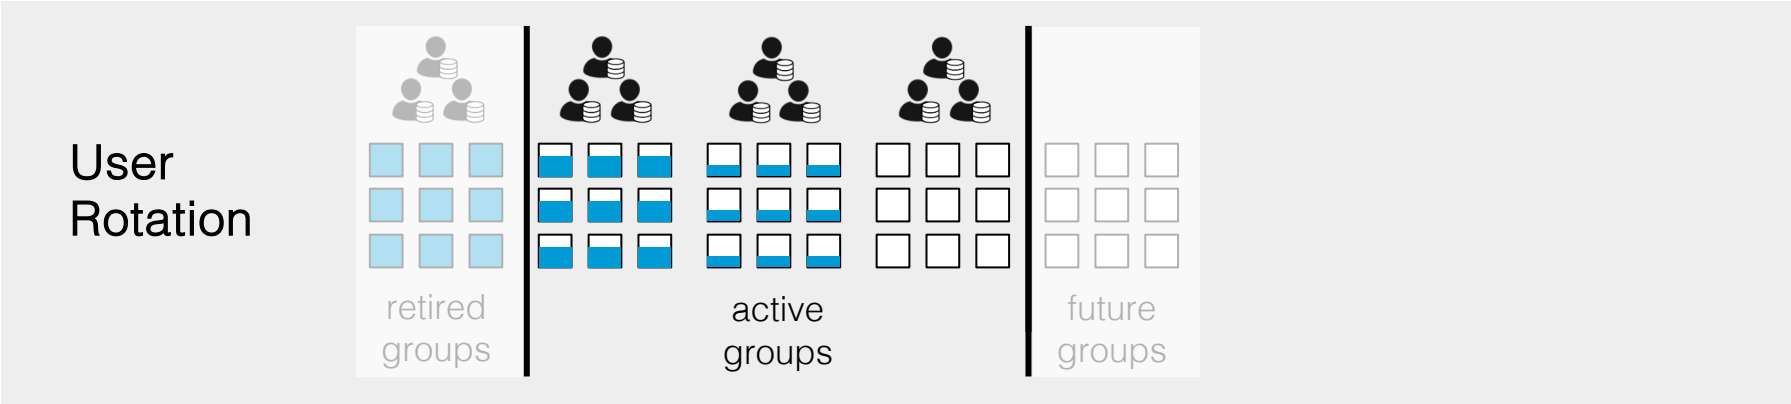 User
Rotation
retired
groups
active
groups
future
groups